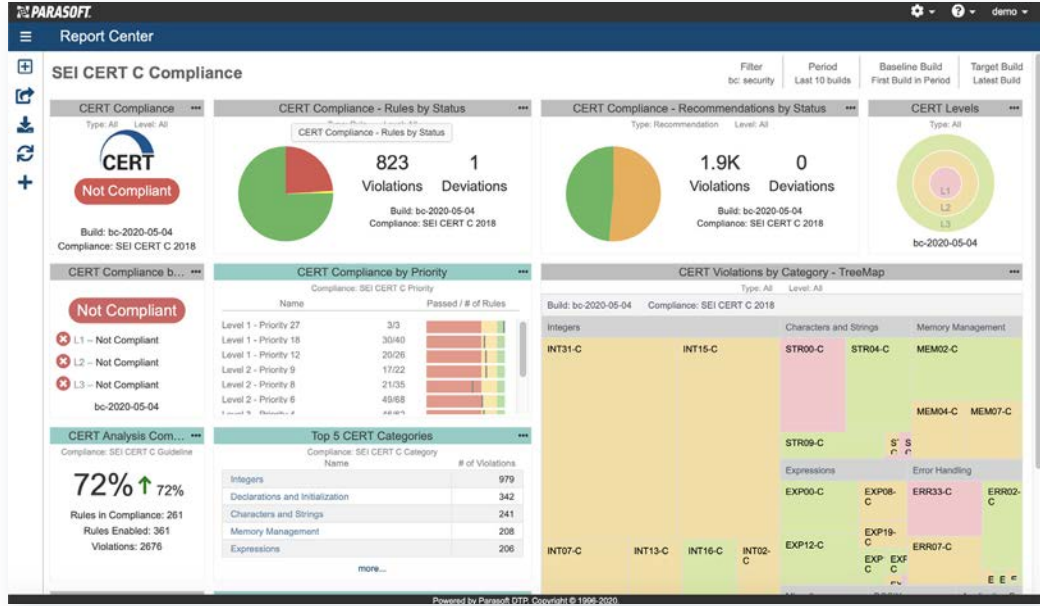 PARASOFT.
demo
Report Center
SEI CERT C Compliance
Filter
bc: security
Period
Last 10 builds
Baseline Build
First Build in Period
Target Build
Latest Build
CERT Compliance
Type: All Level: All
CERT
Not Compliant
Build: bc-2020-05-04
Compliance: SEI CERT C 2018
CERT Compliance - Rules by Status
CERT Compliance - Rules by Status
823 1
Violations Deviations
Build: bc-2020-05-04
Compliance: SEI CERT C 2018
CERT Compliance - Recommendations by Status
Type: Recommendation Level: All
1.9K 0
Violations Deviations
Build: bc-2020-05-04
Compliance: SEI CERT C 2018
CERT Levels
Type: All
L1
L2
L3
bc-2020-05-04
CERT Compliance b...
Not Compliant
L1 – Not Compliant
L2 – Not Compliant
L3 – Not Compliant
bc-2020-05-04
CERT Compliance by Priority
Compliance: SEI CERT C Priority
Name Passed / # of Rules
Level 1 - Priority 27 3/3
Level 1 - Priority 18 30/40
Level 1 - Priority 12 20/26
Level 2 - Priority 9 17/22
Level 2 - Priority 8 21/35
Level 2 - Priority 6 49/68
CERT Violations by Category - TreeMap
Type: All Level: All
Build: bc-2020-05-04 Compliance: SEI CERT C 2018
Integers
INT31-C INT15-C
INT07-C INT13-C INT16-C INT02-C
Characters and Strings
STR00-C STR04-C
STR09-C
Memory Management
MEM02-C
MEM04-C MEM07-C
Expressions
EXP00-C EXP08-C
EXP19-C
EXP12-C
Error Handling
ERR33-C ERR02-C
ERR07-C
CERT Analysis Com...
Compliance: SEI CERT C Guideline
72% 72%
Rules in Compliance: 261
Rules Enabled: 361
Violations: 2676
Top 5 CERT Categories
Compliance: SEI CERT C Category
Name # of Violations
Integers 979
Declarations and Initialization 342
Characters and Strings 241
Memory Management 208
Expressions 206
more...
Powered by Parasoft DTP. Copyright © 1996-2020.